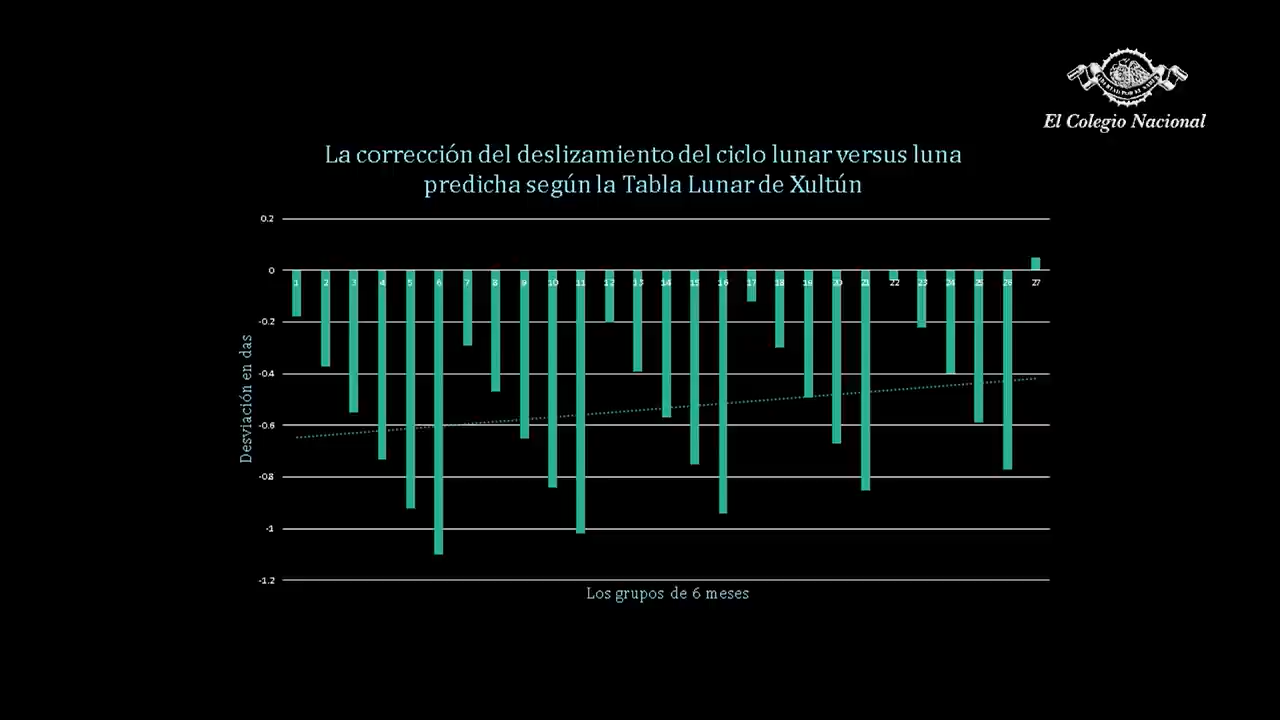 El Colegio Nacional
La corrección del deslizamiento del ciclo lunar versus luna
predicha según la Tabla Lunar de Xultún
0.2
0
-0.2
-0.4
-0.6
-0.8
-1
-1.2
1 2 3 4 5 6 7 8 9 10 11 12 13 14 15 16 17 18 19 20 21 22 23 24 25 26 27
Desviación en das
Los grupos de 6 meses